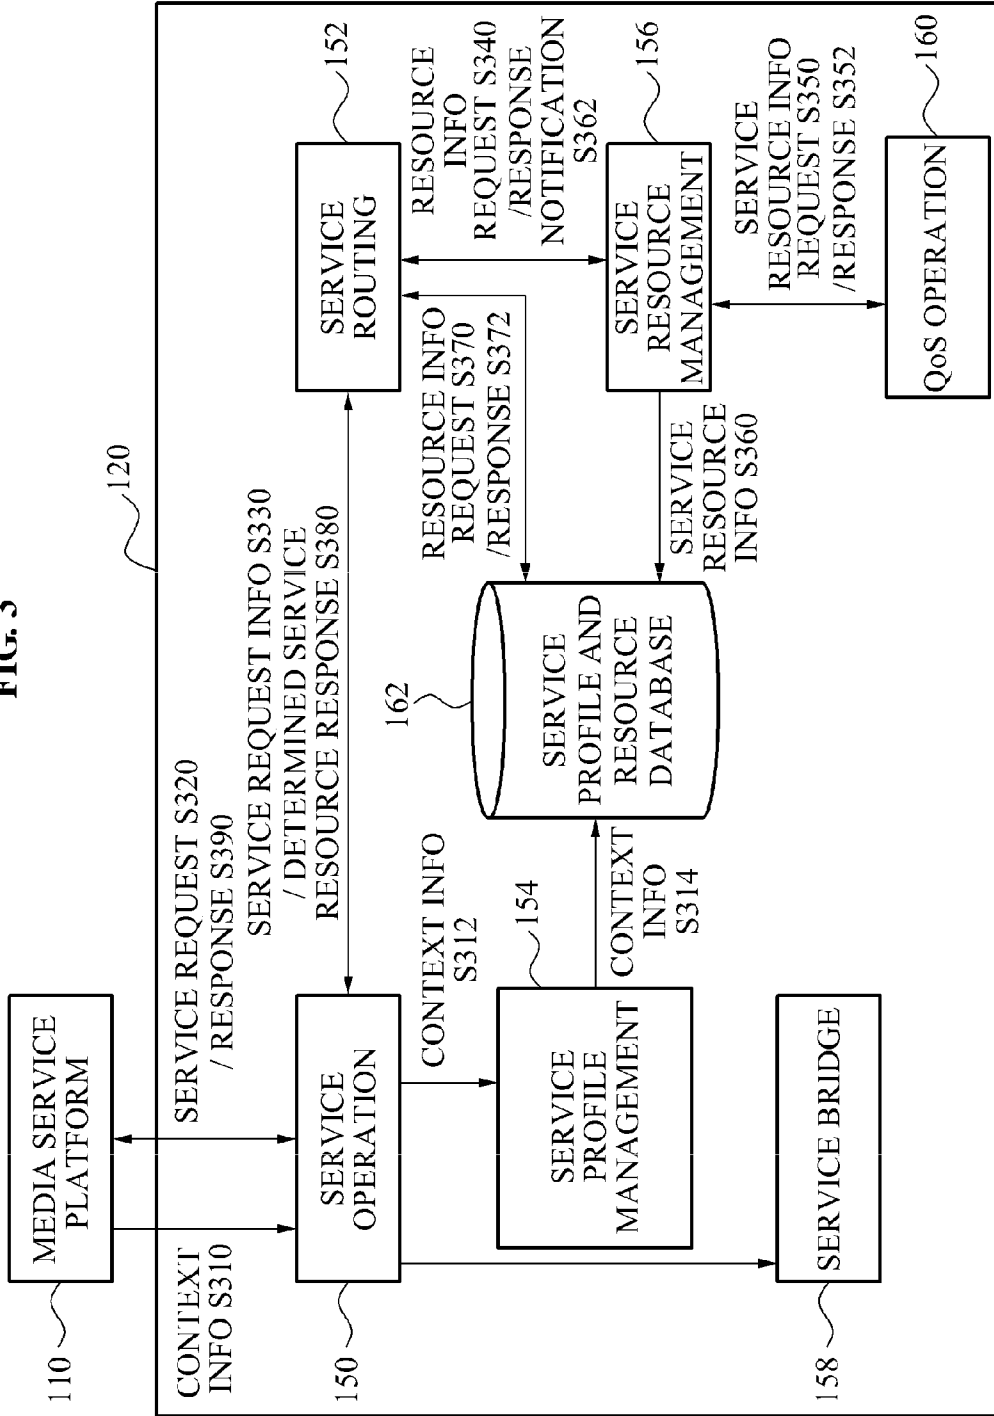 FIG. 3
110
MEDIA SERVICE
PLATFORM
120
CONTEXT
INFO S310
SERVICE REQUEST S320
/ RESPONSE S390
150
SERVICE
OPERATION
SERVICE REQUEST INFO S330
/ DETERMINED SERVICE
RESOURCE RESPONSE S380
SERVICE
ROUTING
152
CONTEXT INFO
S312
RESOURCE INFO
REQUEST S370
/RESPONSE S372
RESOURCE
INFO
REQUEST S340
/RESPONSE
NOTIFICATION
S362
154
SERVICE
PROFILE
MANAGEMENT
CONTEXT
INFO
S314
162
SERVICE
PROFILE AND
RESOURCE
DATABASE
SERVICE
RESOURCE
INFO S360
SERVICE
RESOURCE
MANAGEMENT
156
SERVICE
RESOURCE INFO
REQUEST S350
/RESPONSE S352
158
SERVICE BRIDGE
QoS OPERATION
160